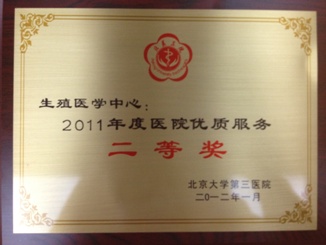 生殖医学中心:
2011年度医院优质服务
二等奖
北京大学第三医院
二〇一二年一月